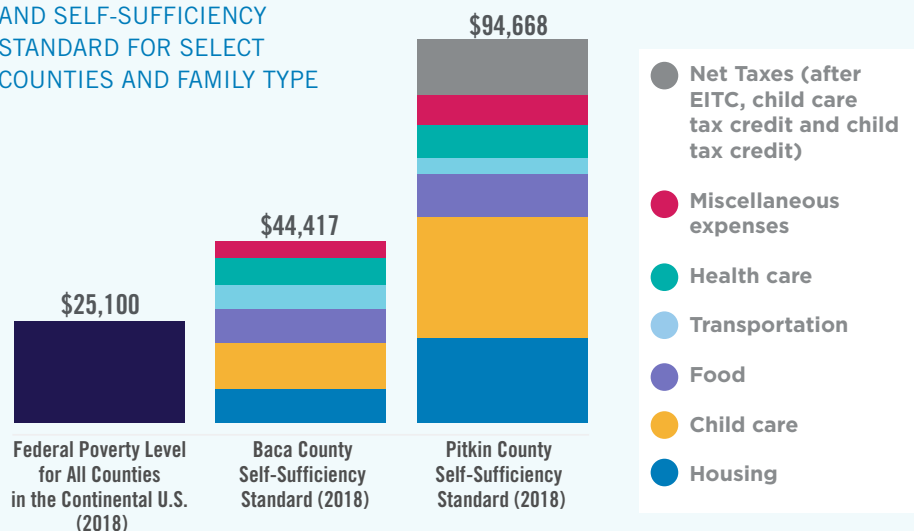 AND SELF-SUFFICIENCY
STANDARD FOR SELECT
COUNTIES AND FAMILY TYPE
$25,100
$44,417
$94,668
Federal Poverty Level
for All Counties
in the Continental U.S.
(2018)
Baca County
Self-Sufficiency
Standard (2018)
Pitkin County
Self-Sufficiency
Standard (2018)
Net Taxes (after
EITC, child care
tax credit and child
tax credit)
Miscellaneous
expenses
Health care
Transportation
Food
Child care
Housing